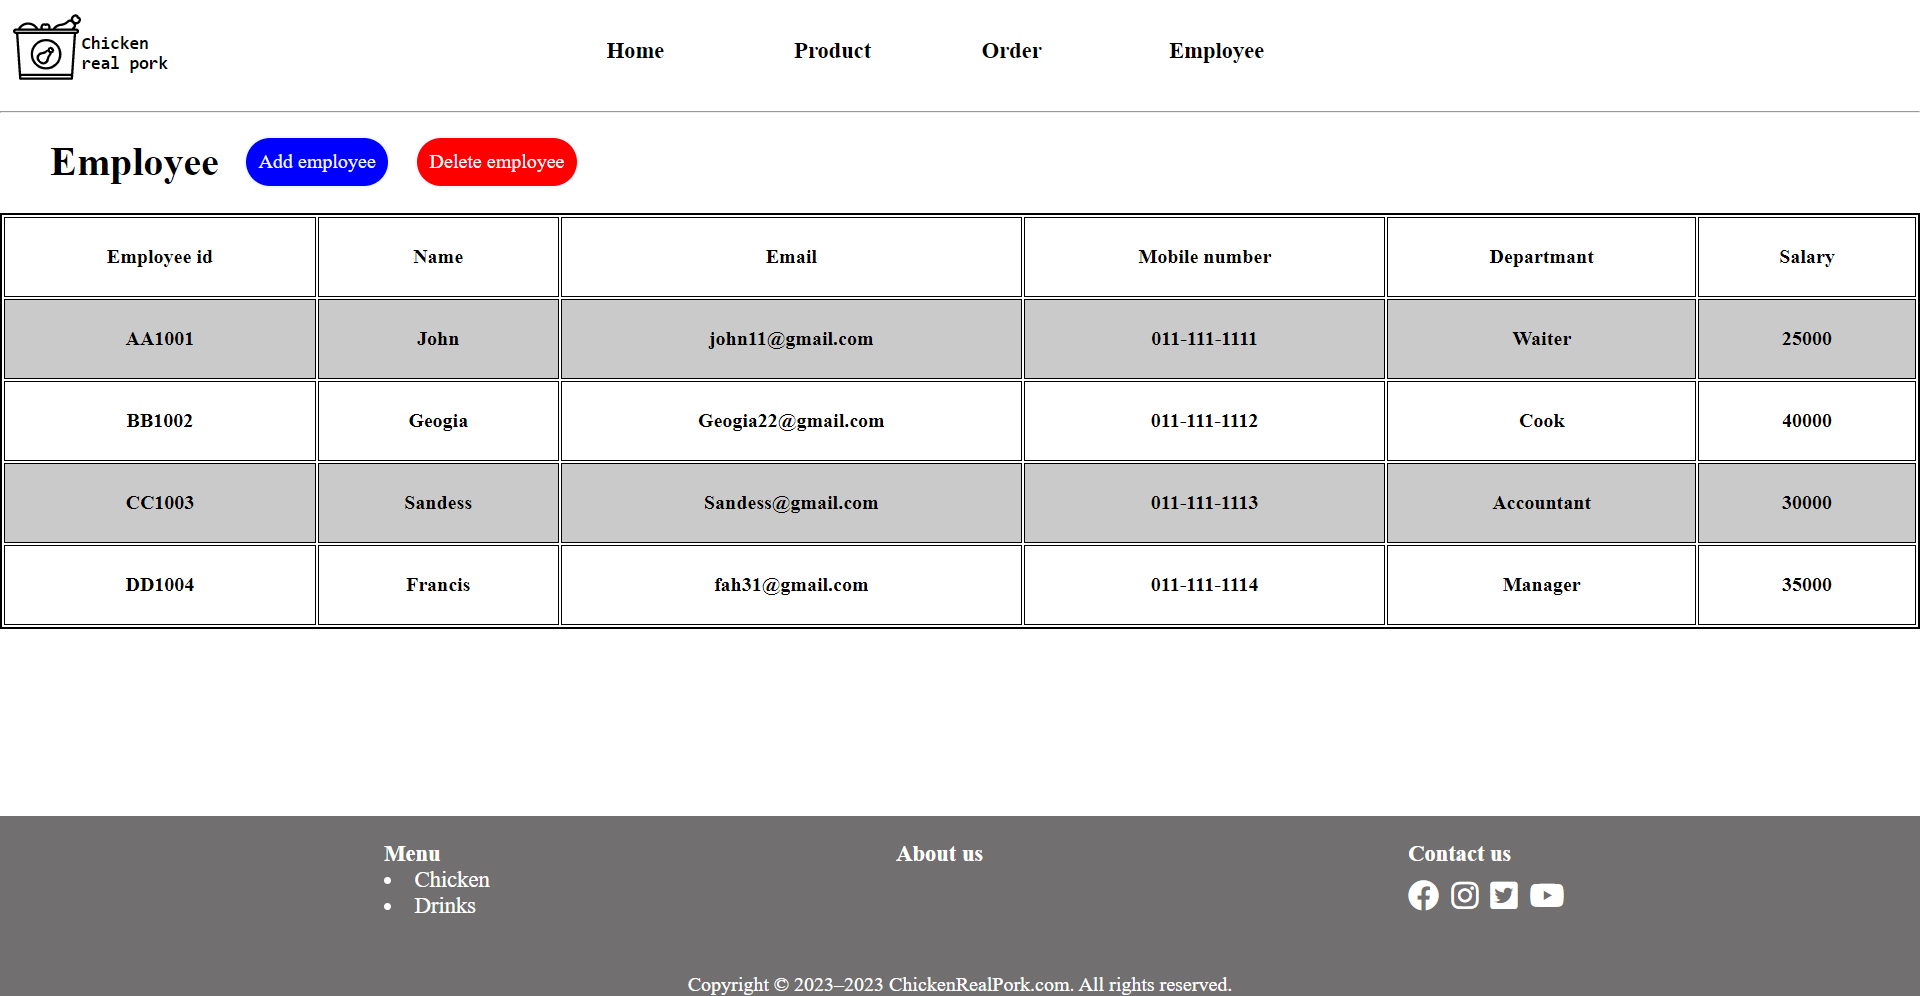 Chicken
real pork
Home Product Order Employee
Employee Add employee Delete employee
Employee id Name Email Mobile number Departmant Salary
AA1001 John john11@gmail.com 011-111-1111 Waiter 25000
BB1002 Geogia Geogia22@gmail.com 011-111-1112 Cook 40000
CC1003 Sandess Sandess@gmail.com 011-111-1113 Accountant 30000
DD1004 Francis fah31@gmail.com 011-111-1114 Manager 35000
Menu About us Contact us
• Chicken
• Drinks
Copyright © 2023–2023 ChickenRealPork.com. All rights reserved.